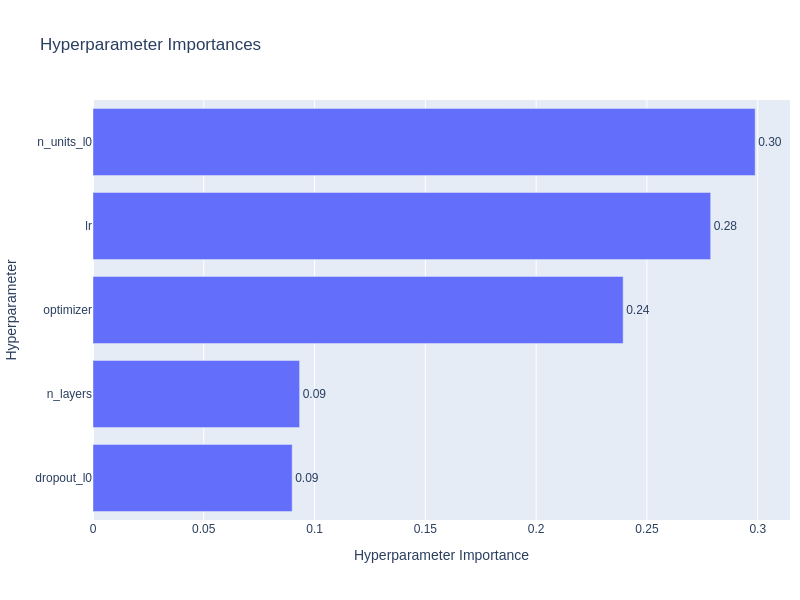 Hyperparameter Importances
Hyperparameter
n_units_l0
0.30
lr
0.28
optimizer
0.24
n_layers
0.09
dropout_l0
0.09
0 0.05 0.1 0.15 0.2 0.25 0.3
Hyperparameter Importance